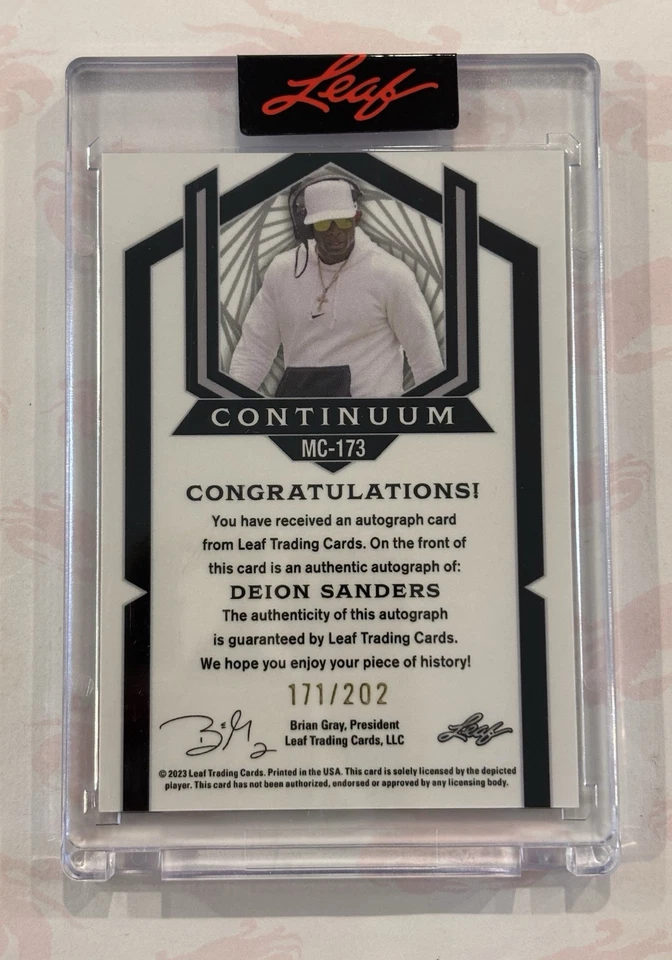 Leaf
CONTINUUM
MC-173
CONGRATULATIONS!
You have received an autograph card
from Leaf Trading Cards. On the front of
this card is an authentic autograph of:
DEION SANDERS
The authenticity of this autograph
is guaranteed by Leaf Trading Cards.
We hope you enjoy your piece of history!
171/202
Brian Gray, President
Leaf Trading Cards, LLC
Leaf
© 2023 Leaf Trading Cards. Printed in the USA. This card is solely licensed by the depicted
player. This card has not been authorized, endorsed or approved by any licensing body.